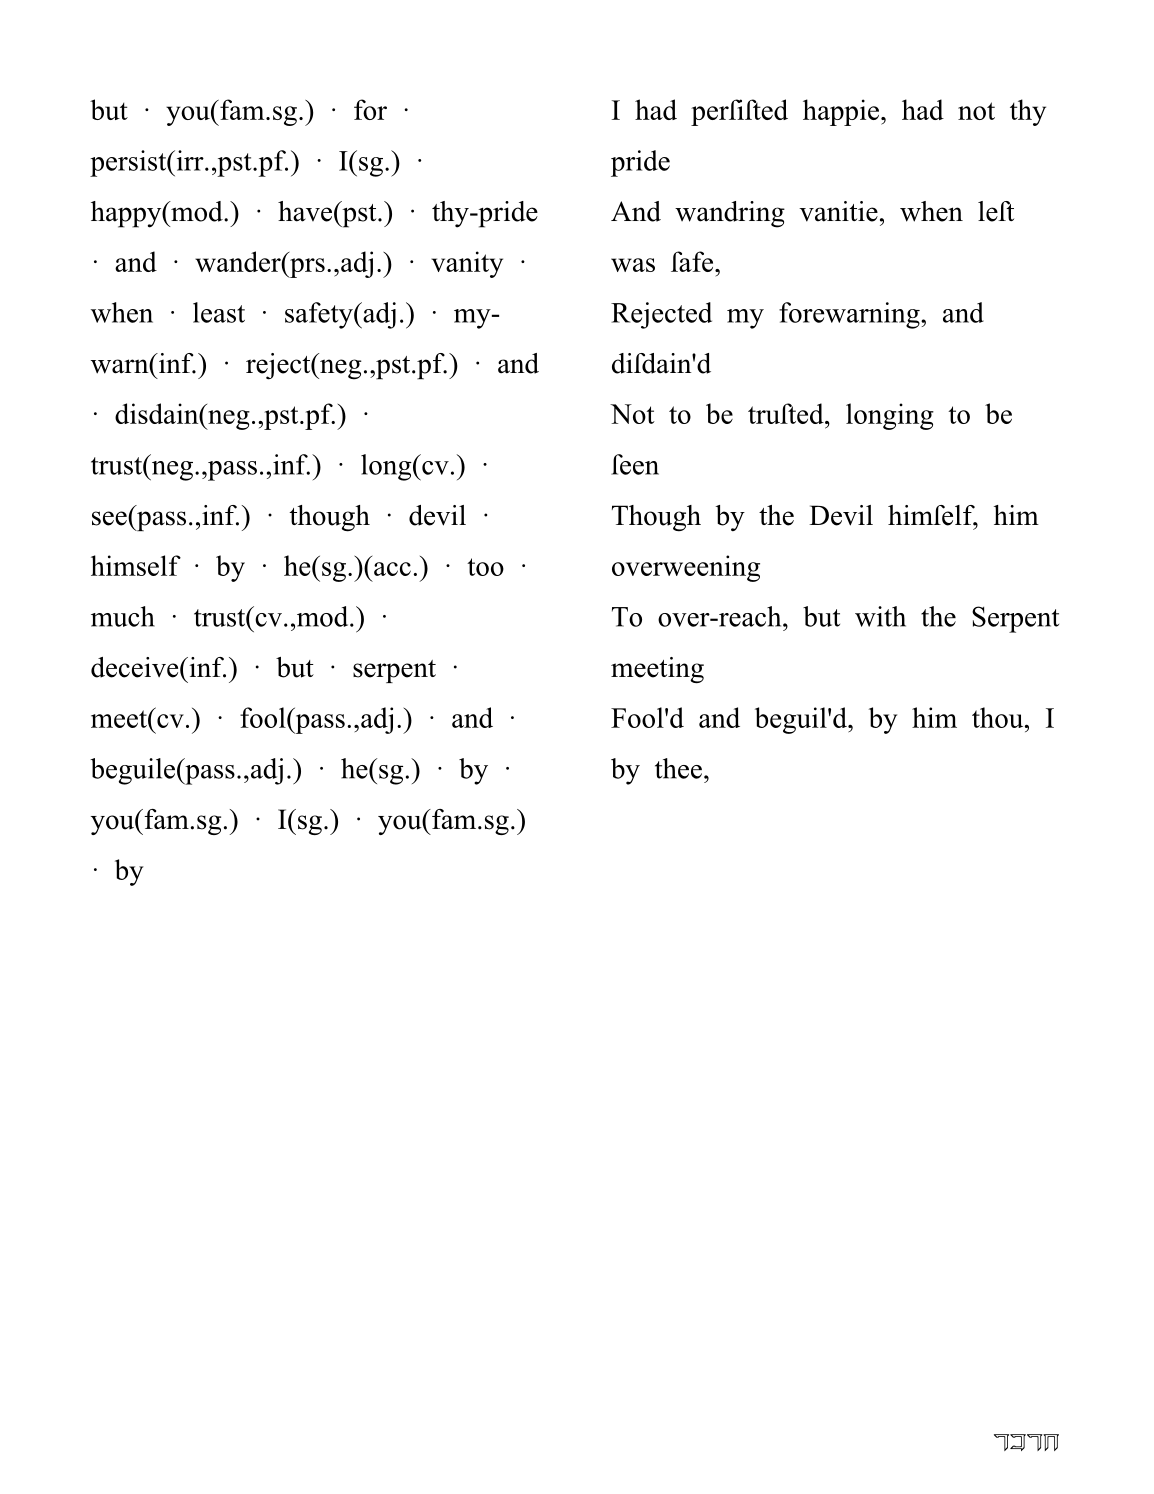 but · you(fam.sg.) · for ·
persist(irr.,pst.pf.) · I(sg.) ·
happy(mod.) · have(pst.) · thy-pride
· and · wander(prs.,adj.) · vanity ·
when · least · safety(adj.) · my-
warn(inf.) · reject(neg.,pst.pf.) · and
· disdain(neg.,pst.pf.) ·
trust(neg.,pass.,inf.) · long(cv.) ·
see(pass.,inf.) · though · devil ·
himself · by · he(sg.)(acc.) · too ·
much · trust(cv.,mod.) ·
deceive(inf.) · but · serpent ·
meet(cv.) · fool(pass.,adj.) · and ·
beguile(pass.,adj.) · he(sg.) · by ·
you(fam.sg.) · I(sg.) · you(fam.sg.)
· by
I had perſiſted happie, had not thy
pride
And wandring vanitie, when leſt
was ſafe,
Rejected my forewarning, and
diſdain'd
Not to be truſted, longing to be
ſeen
Though by the Devil himſelf, him
overweening
To over-reach, but with the Serpent
meeting
Fool'd and beguil'd, by him thou, I
by thee,
חדכד